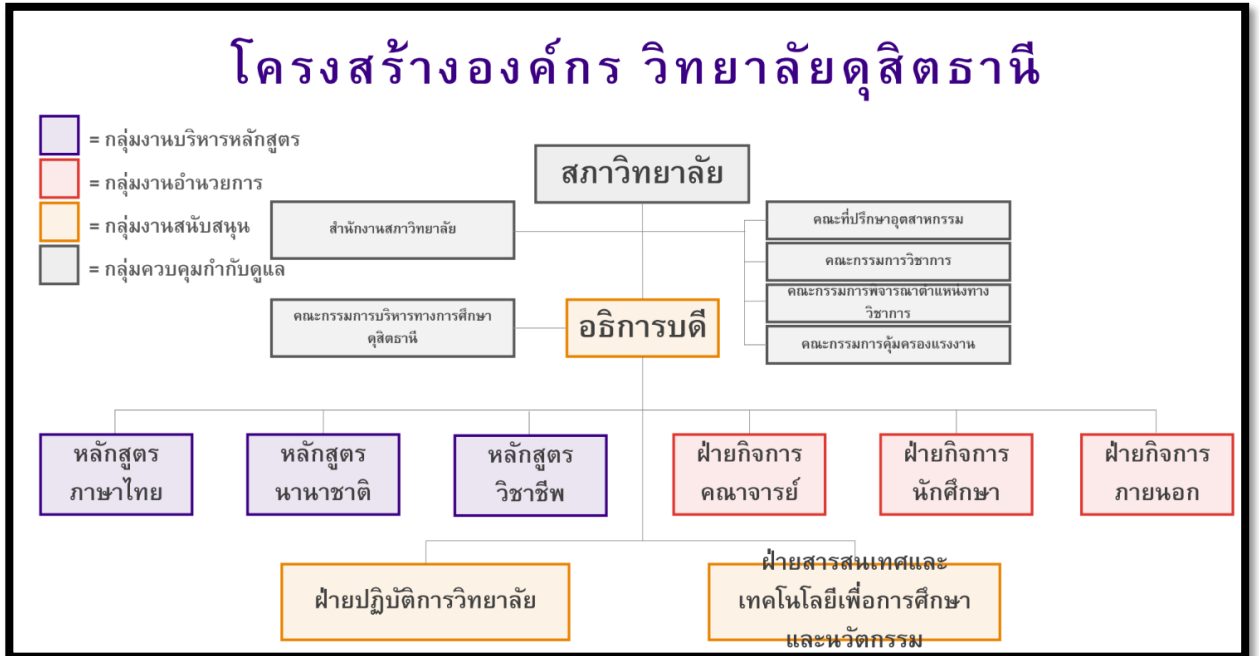 โครงสร้างองค์กร วิทยาลัยดุสิตธานี
= กลุ่มงานบริหารหลักสูตร
= กลุ่มงานอำนวยการ
= กลุ่มงานสนับสนุน
= กลุ่มควบคุมกำกับดูแล
สภาวิทยาลัย
สำนักงานสภาวิทยาลัย
คณะที่ปรึกษาอุตสาหกรรม
คณะกรรมการวิชาการ
คณะกรรมการพิจารณาตำแหน่งทาง
วิชาการ
คณะกรรมการคุ้มครองแรงงาน
คณะกรรมการบริหารทางการศึกษา
ดุสิตธานี
อธิการบดี
หลักสูตร
ภาษาไทย
หลักสูตร
นานาชาติ
หลักสูตร
วิชาชีพ
ฝ่ายกิจการ
คณาจารย์
ฝ่ายกิจการ
นักศึกษา
ฝ่ายกิจการ
ภายนอก
ฝ่ายปฏิบัติการวิทยาลัย
ฝ่ายสารสนเทศและ
เทคโนโลยีเพื่อการศึกษา
และนวัตกรรม